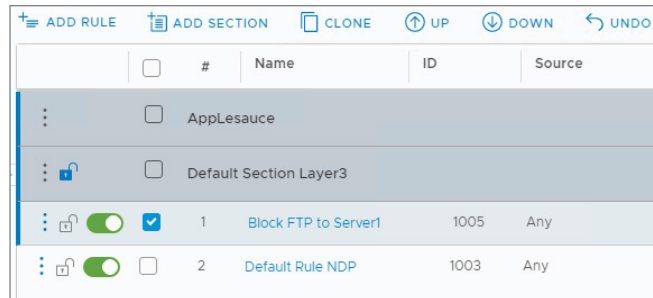 ADD RULE ADD SECTION CLONE UP DOWN UNDO
# Name ID Source
AppLesauce
Default Section Layer3
1 Block FTP to Server1 1005 Any
2 Default Rule NDP 1003 Any